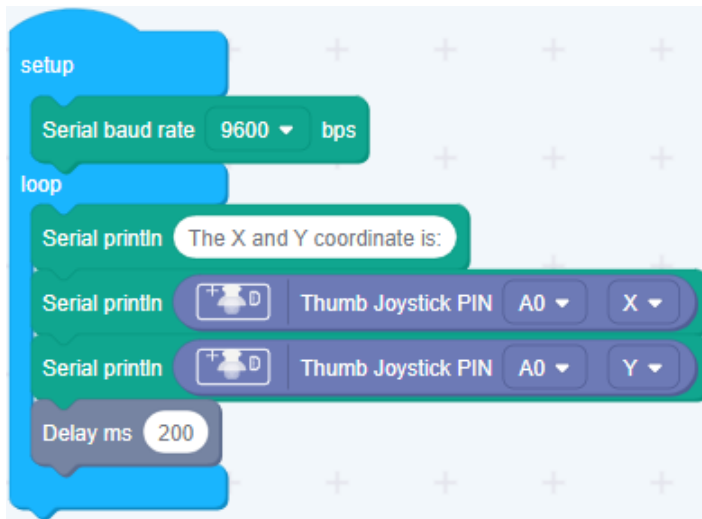 setup
Serial baud rate 9600 bps
loop
Serial println The X and Y coordinate is:
Serial println + D Thumb Joystick PIN A0 X
Serial println + D Thumb Joystick PIN A0 Y
Delay ms 200